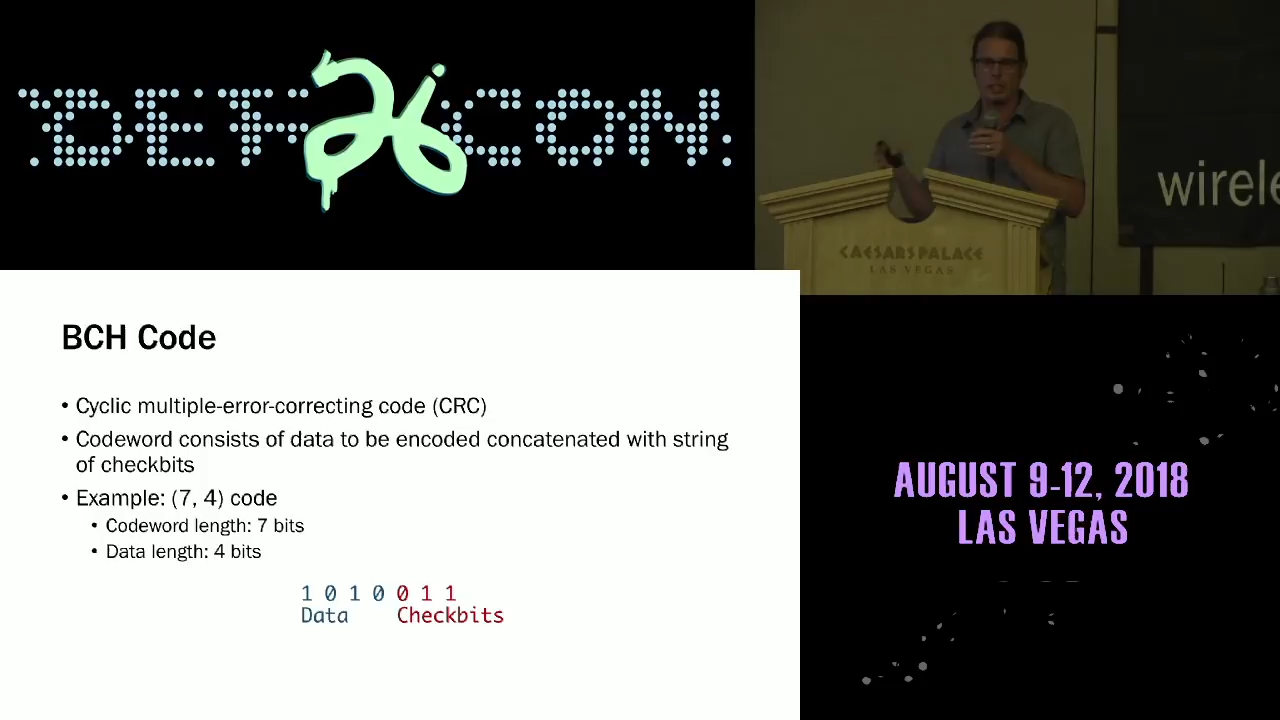 DEF 26 CON
CAESARS PALACE
LAS VEGAS
wirele
BCH Code
• Cyclic multiple-error-correcting code (CRC)
• Codeword consists of data to be encoded concatenated with string
of checkbits
• Example: (7, 4) code
• Codeword length: 7 bits
• Data length: 4 bits
1 0 1 0 0 1 1
Data Checkbits
AUGUST 9-12, 2018
LAS VEGAS